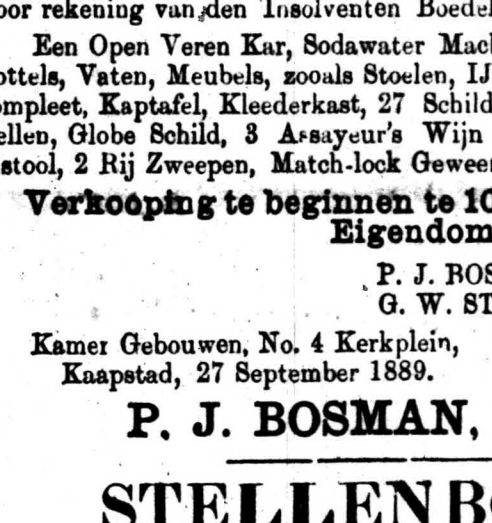 oor rekening van den Insolventen Boedel
Een Open Veren Kar, Sodawater Mac
ottels, Vaten, Meubels, zooals Stoelen, IJ
ompleet, Kaptafel, Kleederkast, 27 Schild
ellen, Globe Schild, 3 Assayeur's Wijn
stool, 2 Rij Zweepen, Match-lock Gewee
Verkooping te beginnen te 10
Eigendom
P. J. BOS
G. W. ST
Kamer Gebouwen, No. 4 Kerkplein,
Kaapstad, 27 September 1889.
P. J. BOSMAN,
STELLENB